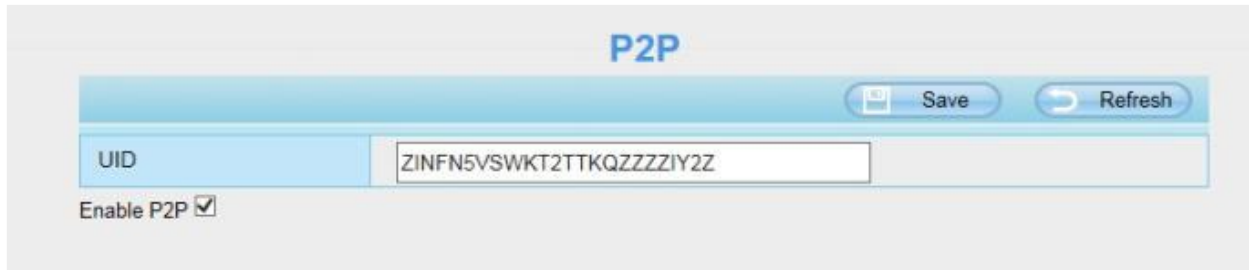 P2P
Save Refresh
UID ZINFN5VSWKT2TTKQZZZZIY2Z
Enable P2P